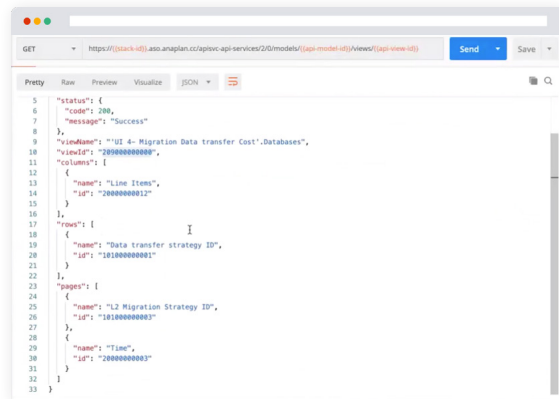 GET https://{{stack-id}}.aso.anaplan.cc/apisvc-api-services/2/0/models/{{api-model-id}}/views/{{api-view-id}} Send Save
Pretty Raw Preview Visualize JSON
5 "status": {
6 "code": 200,
7 "message": "Success"
8 },
9 "viewName": "'UI 4- Migration Data transfer Cost'.Databases",
10 "viewId": "209000000000",
11 "columns": [
12 {
13 "name": "Line Items",
14 "id": "20000000012"
15 }
16 ],
17 "rows": [
18 {
19 "name": "Data transfer strategy ID",
20 "id": "101000000001"
21 }
22 ],
23 "pages": [
24 {
25 "name": "L2 Migration Strategy ID",
26 "id": "101000000003"
27 },
28 {
29 "name": "Time",
30 "id": "20000000003"
31 }
32 ]
33 }